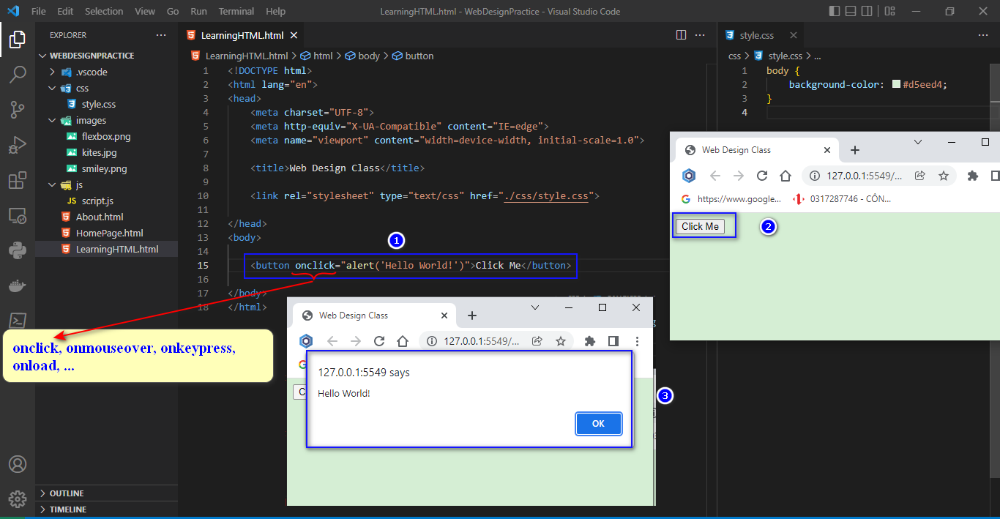 File Edit Selection View Go Run Terminal Help
LearningHTML.html - WebDesignPractice - Visual Studio Code
EXPLORER
WEBDESIGNPRACTICE
.vscode
css
style.css
images
flexbox.png
kites.jpg
smiley.png
js
JS script.js
About.html
HomePage.html
LearningHTML.html
OUTLINE
TIMELINE
LearningHTML.html
LearningHTML.html > html > body > button
1 <!DOCTYPE html>
2 <html lang="en">
3 <head>
4 <meta charset="UTF-8">
5 <meta http-equiv="X-UA-Compatible" content="IE=edge">
6 <meta name="viewport" content="width=device-width, initial-scale=1.0">
7
8 <title>Web Design Class</title>
9
10 <link rel="stylesheet" type="text/css" href="./css/style.css">
11
12 </head>
13 <body>
14
15 <button onclick="alert('Hello World!')">Click Me</button>
16
17 </body>
18 </html>
1
onclick, onmouseover, onkeypress,
onload, ...
style.css
css > style.css > ...
1 body {
2 background-color: #d5eed4;
3 }
4
Web Design Class
127.0.0.1:5549/...
https://www.google... 0317287746 - CÔN...
Click Me
2
Web Design Class
127.0.0.1:5549/...
127.0.0.1:5549 says
Hello World!
OK
3